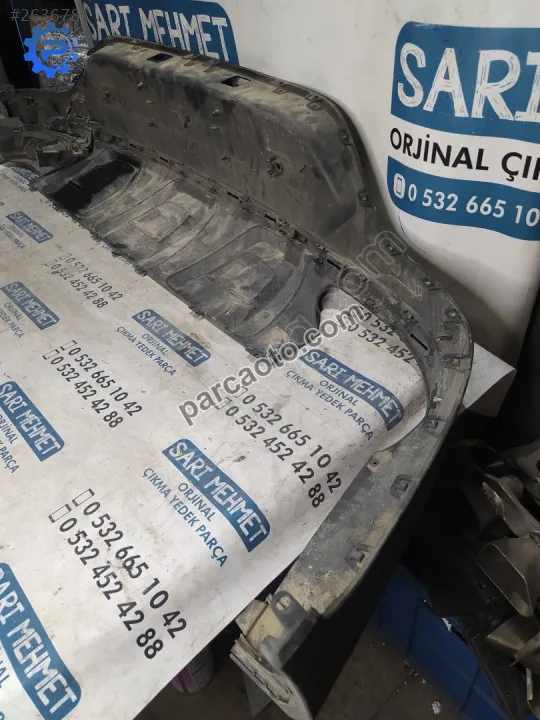 #263678
SARI MEHMET
SARI
ORJİNAL ÇI
0 532 665 10
0 532 665 10 42
0 532 452 42 88
SARI MEHMET
ORJİNAL
ÇIKMA YEDEK PARÇA
0 532
532 452
SARI MEHMET
ORJİNAL
ÇIKMA YEDEK PARÇA
0 532 665 10 42
0 532 452 42 88
parcaoto.com
0 532 665 10 42
0 532 452 42 88
SARI MEHMET
ORJİNAL
ÇIKMA YEDEK PARÇA
SARI MEHMET
0 532 665 10 42
0 532 452 42 88
SARI MEHMET